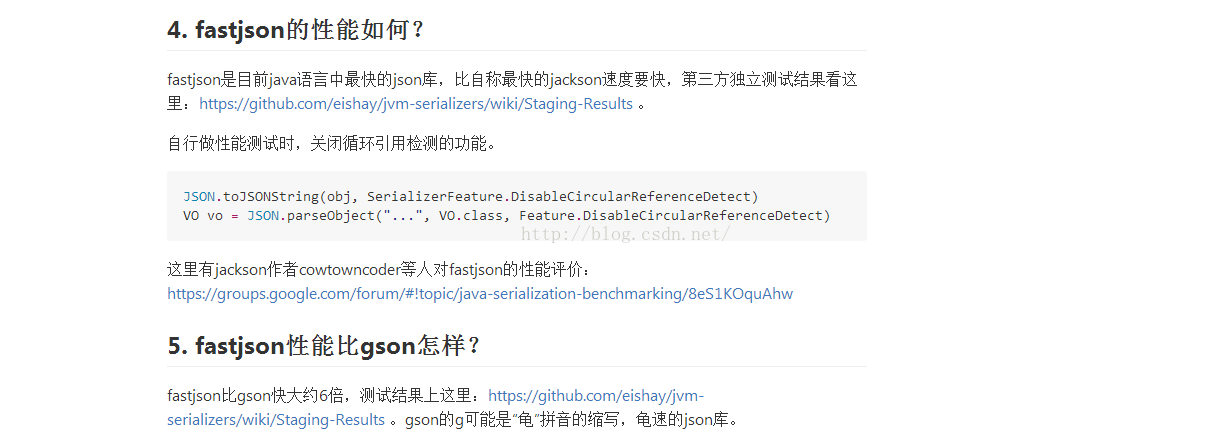 4. fastjson的性能如何？
fastjson是目前java语言中最快的json库，比自称最快的jackson速度要快，第三方独立测试结果看这
里：https://github.com/eishay/jvm-serializers/wiki/Staging-Results 。
自行做性能测试时，关闭循环引用检测的功能。
JSON.toJSONString(obj, SerializerFeature.DisableCircularReferenceDetect)
VO vo = JSON.parseObject("...", VO.class, Feature.DisableCircularReferenceDetect)
http://blog.csdn.net/
这里有jackson作者cowtowncoder等人对fastjson的性能评价：
https://groups.google.com/forum/#!topic/java-serialization-benchmarking/8eS1KOquAhw
5. fastjson性能比gson怎样？
fastjson比gson快大约6倍，测试结果上这里：https://github.com/eishay/jvm-
serializers/wiki/Staging-Results 。gson的g可能是“龟”拼音的缩写，龟速的json库。